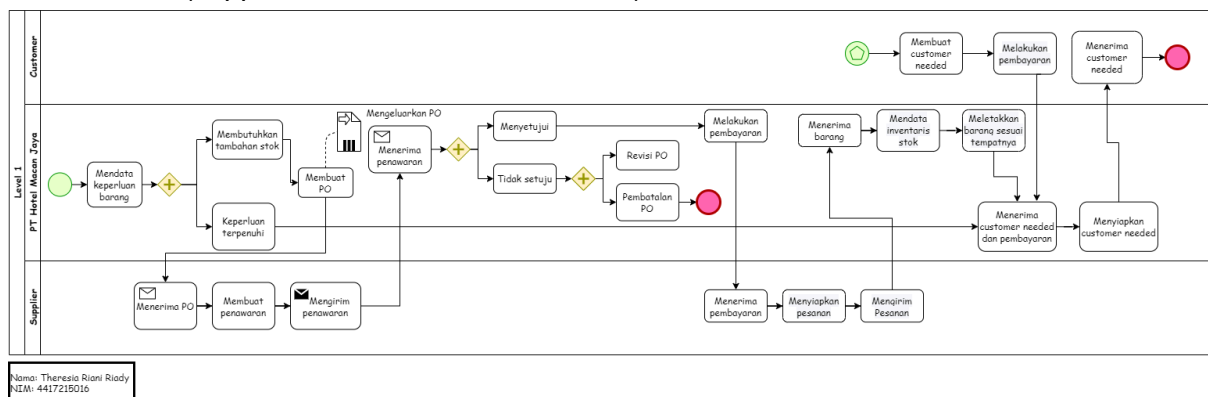 Level 1
Customer
Membuat
customer
needed
Melakukan
pembayaran
Menerima
customer
needed
PT Hotel Macan Jaya
Mendata
keperluan
barang
Membutuhkan
tambahan stok
Keperluan
terpenuhi
Membuat
PO
Mengeluarkan PO
Menerima
penawaran
Menyetujui
Tidak setuju
Revisi PO
Pembatalan
PO
Melakukan
pembayaran
Menerima
barang
Mendata
inventaris
stok
Meletakkan
barang sesuai
tempatnya
Menerima
customer needed
dan pembayaran
Menyiapkan
customer needed
Supplier
Menerima PO
Membuat
penawaran
Mengirim
penawaran
Menerima
pembayaran
Menyiapkan
pesanan
Mengirim
Pesanan
Nama: Theresia Riani Riady
NIM: 4417215016